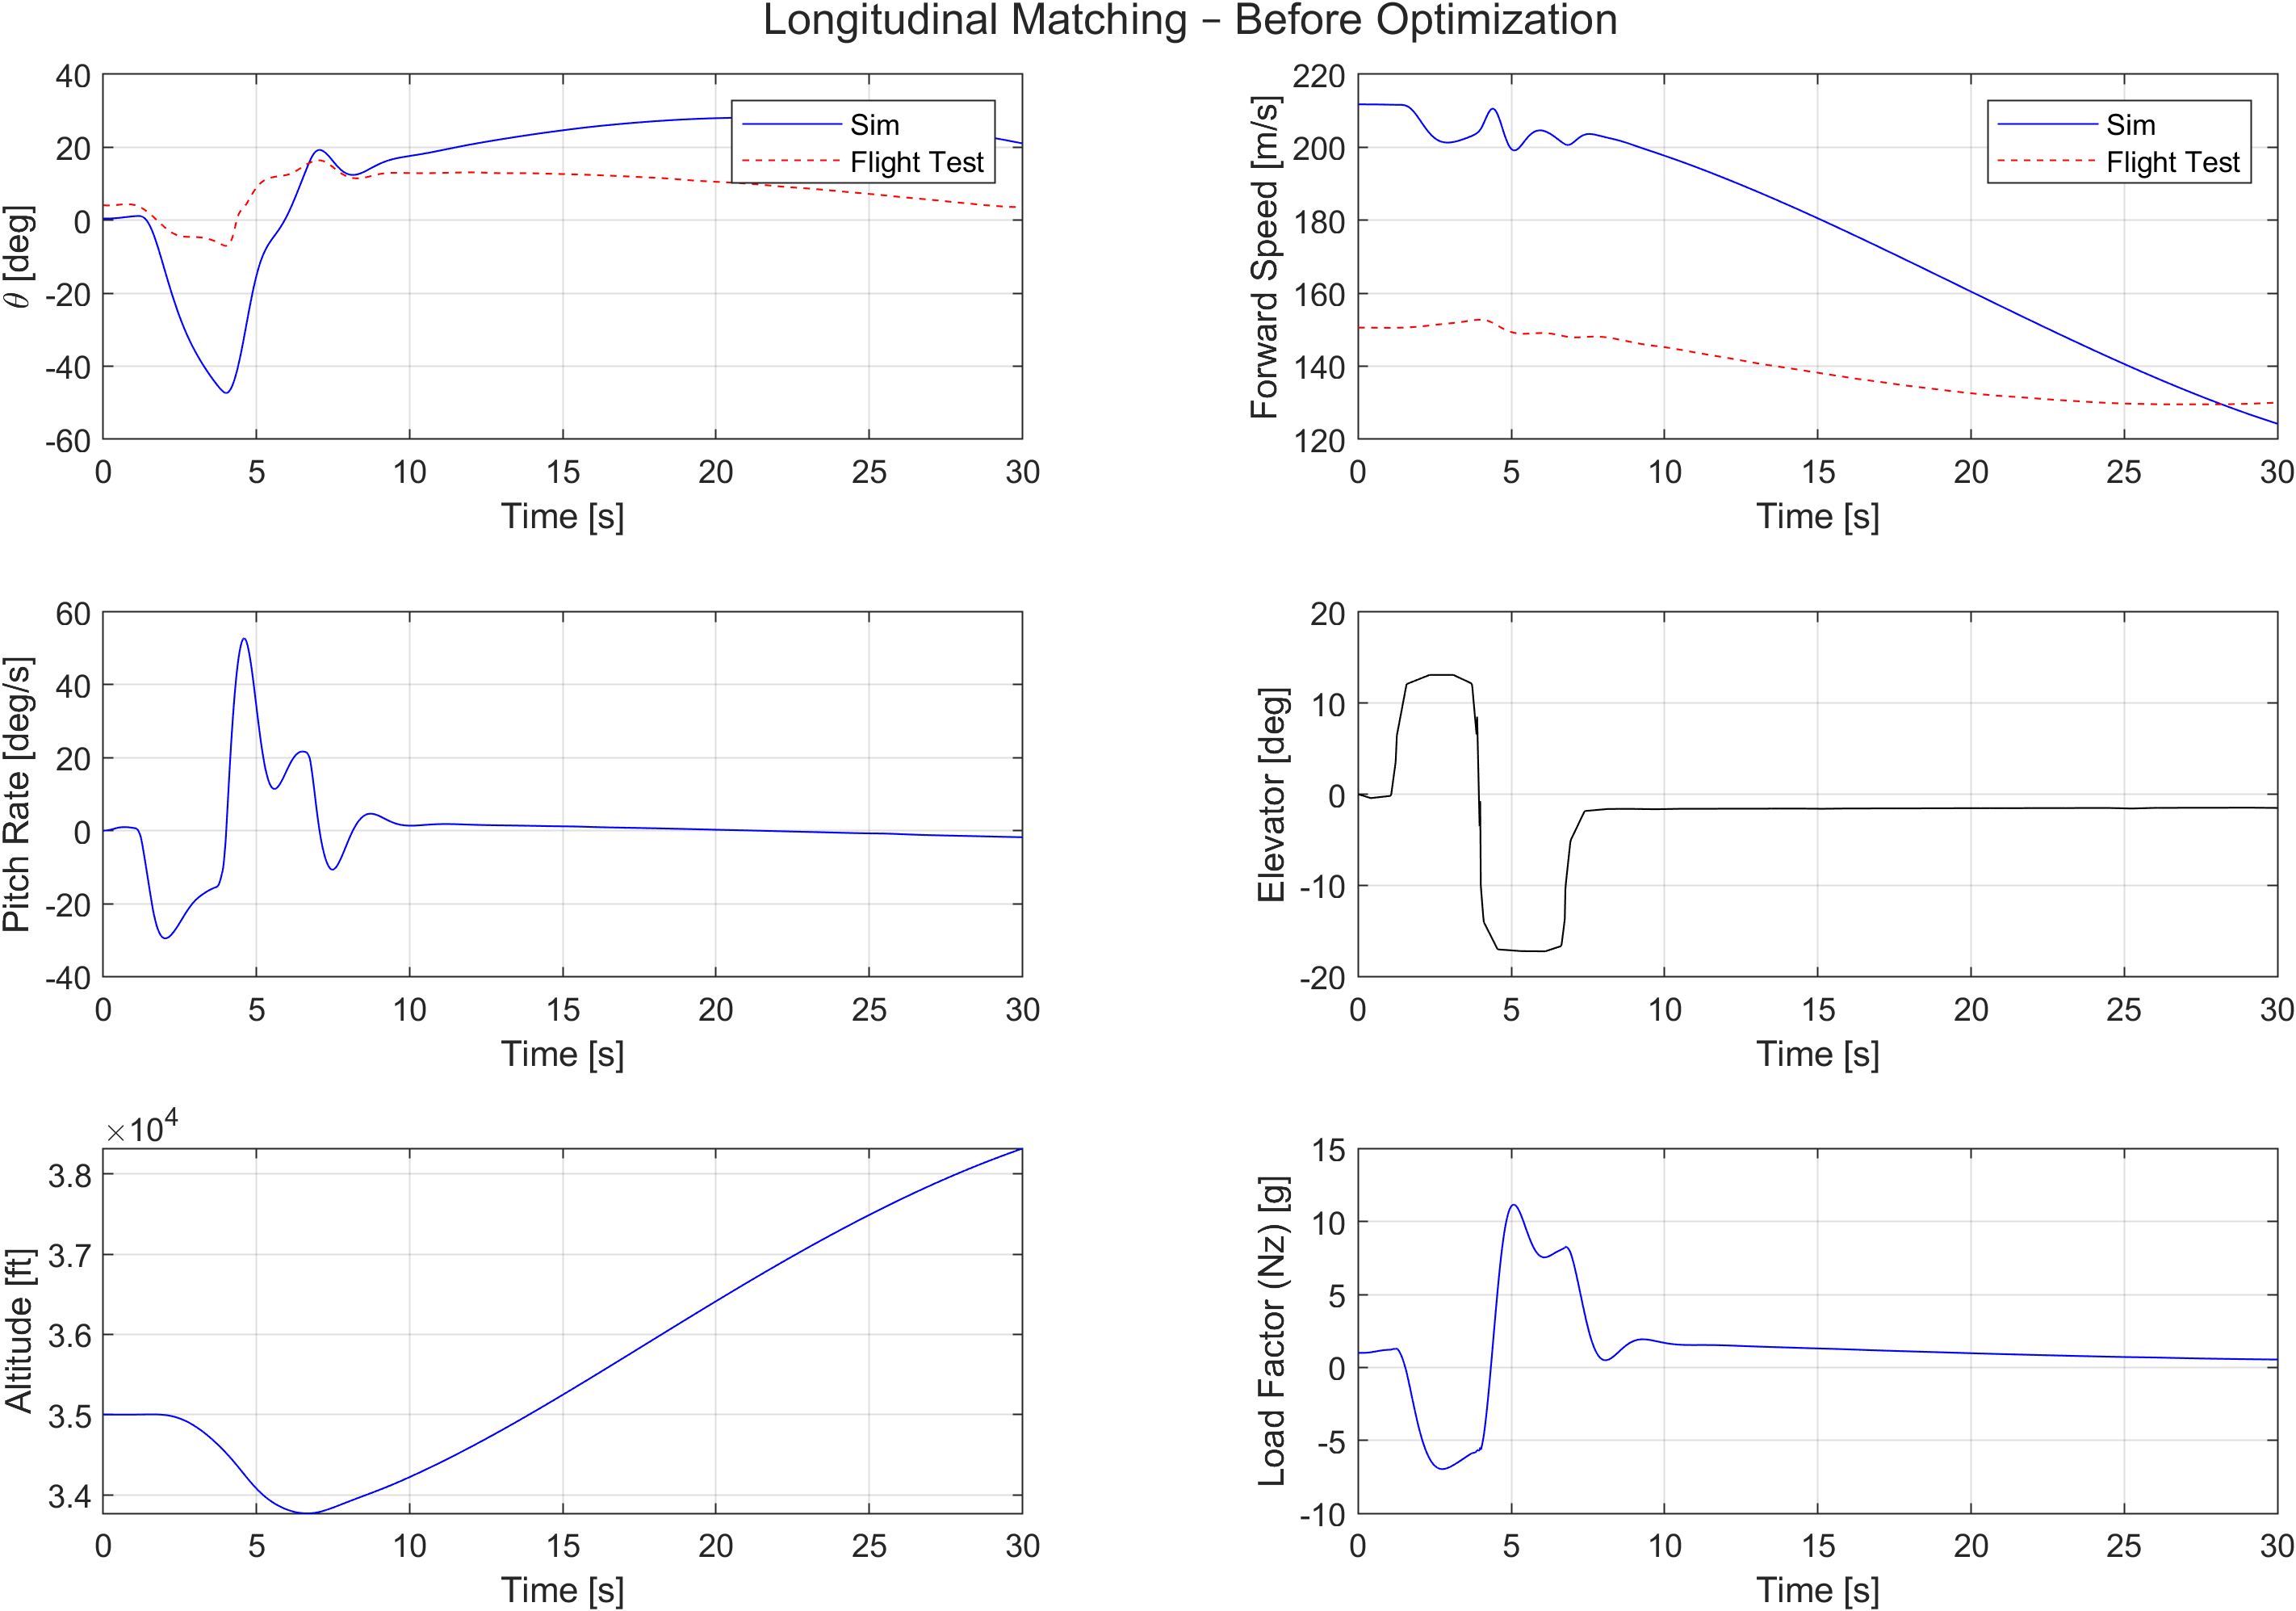 Longitudinal Matching – Before Optimization
40
20
0
-20
-40
-60
θ [deg]
Sim
Flight Test
0 5 10 15 20 25 30
Time [s]
220
200
180
160
140
120
Forward Speed [m/s]
Sim
Flight Test
0 5 10 15 20 25 30
Time [s]
60
40
20
0
-20
-40
Pitch Rate [deg/s]
0 5 10 15 20 25 30
Time [s]
20
10
0
-10
-20
Elevator [deg]
0 5 10 15 20 25 30
Time [s]
×10⁴
3.8
3.7
3.6
3.5
3.4
Altitude [ft]
0 5 10 15 20 25 30
Time [s]
15
10
5
0
-5
-10
Load Factor (Nz) [g]
0 5 10 15 20 25 30
Time [s]